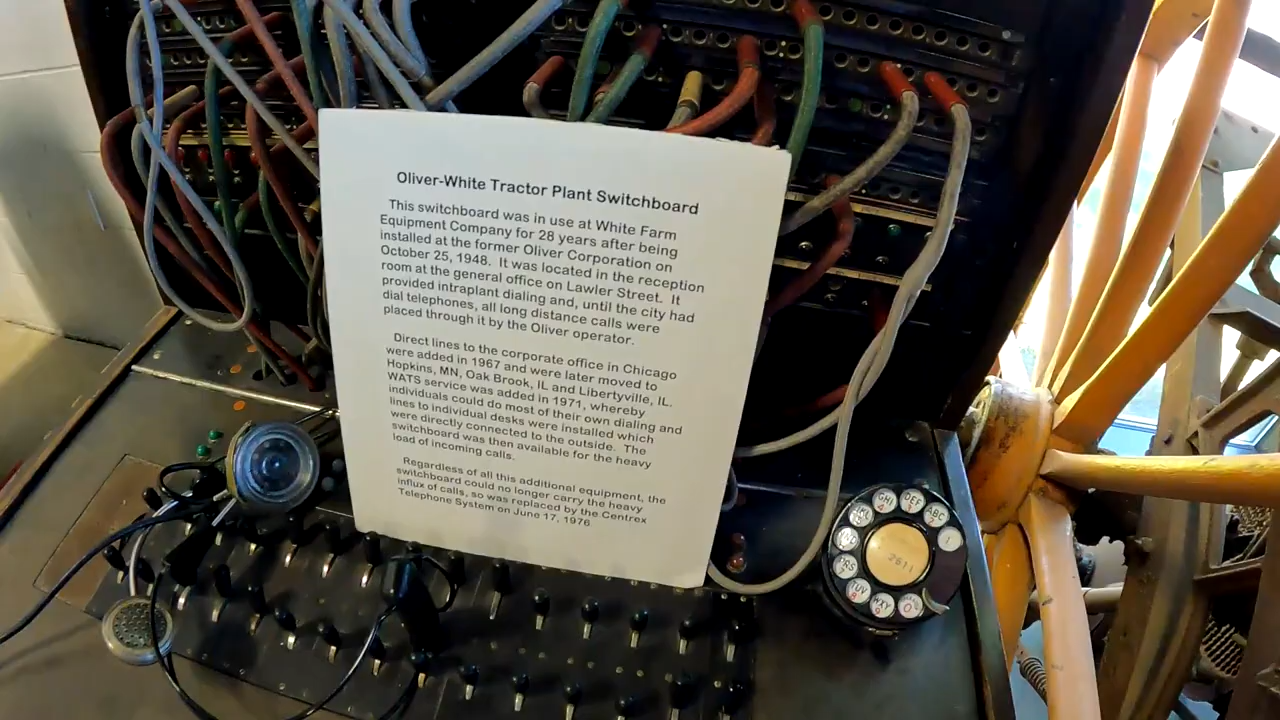 Oliver-White Tractor Plant Switchboard
This switchboard was in use at White Farm
Equipment Company for 28 years after being
installed at the former Oliver Corporation on
October 25, 1948. It was located in the reception
room at the general office on Lawler Street. It
provided intraplant dialing and, until the city had
dial telephones, all long distance calls were
placed through it by the Oliver operator.
Direct lines to the corporate office in Chicago
were added in 1967 and were later moved to
Hopkins, MN, Oak Brook, IL and Libertyville, IL.
WATS service was added in 1971, whereby
individuals could do most of their own dialing and
lines to individual desks were installed which
were directly connected to the outside. The
switchboard was then available for the heavy
load of incoming calls.
Regardless of all this additional equipment, the
switchboard could no longer carry the heavy
influx of calls, so was replaced by the Centrex
Telephone System on June 17, 1976.
GHI
DEF
ABC
1
2611
PRS
TUV
8
WXY
9